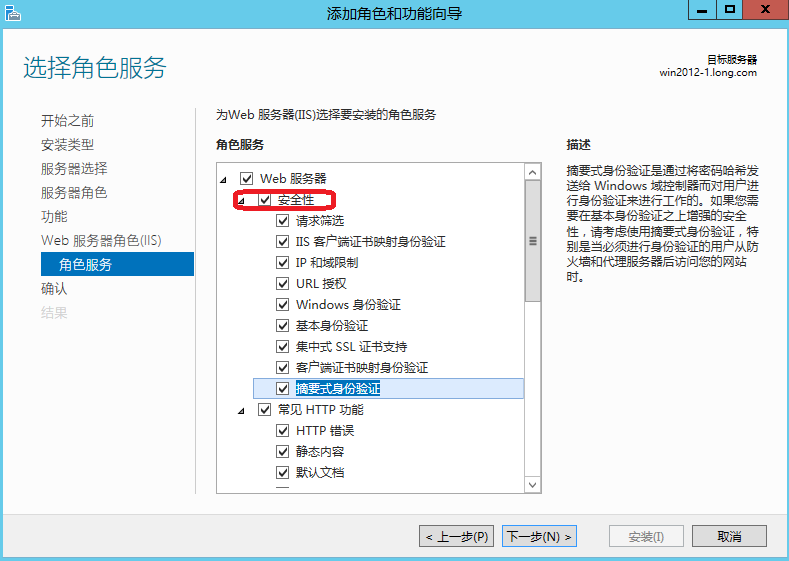 添加角色和功能向导
选择角色服务
目标服务器
win2012-1.long.com
开始之前
安装类型
服务器选择
服务器角色
功能
Web 服务器角色(IIS)
角色服务
确认
结果
为Web 服务器(IIS)选择要安装的角色服务
角色服务
Web 服务器
安全性
请求筛选
IIS 客户端证书映射身份验证
IP 和域限制
URL 授权
Windows 身份验证
基本身份验证
集中式 SSL 证书支持
客户端证书映射身份验证
摘要式身份验证
常见 HTTP 功能
HTTP 错误
静态内容
默认文档
描述
摘要式身份验证是通过将密码哈希发
送给 Windows 域控制器而对用户进
行身份验证来进行工作的。如果您需
要在基本身份验证之上增强的安全
性，请考虑使用摘要式身份验证，特
别是当必须进行身份验证的用户从防
火墙和代理服务器后访问您的网站
时。
< 上一步(P)
下一步(N) >
安装(I)
取消